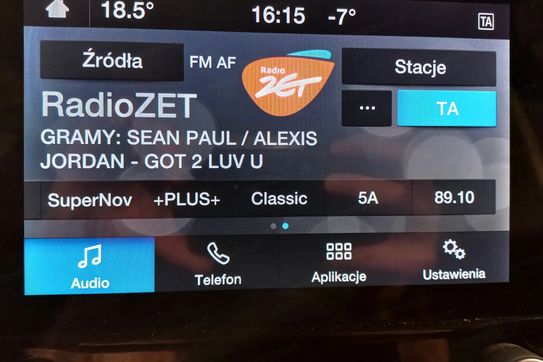 18.5° 16:15 -7° TA
Źródła FM AF Radio ZET Stacje
RadioZET ... TA
GRAMY: SEAN PAUL / ALEXIS
JORDAN - GOT 2 LUV U
SuperNov +PLUS+ Classic 5A 89.10
Audio Telefon Aplikacje Ustawienia